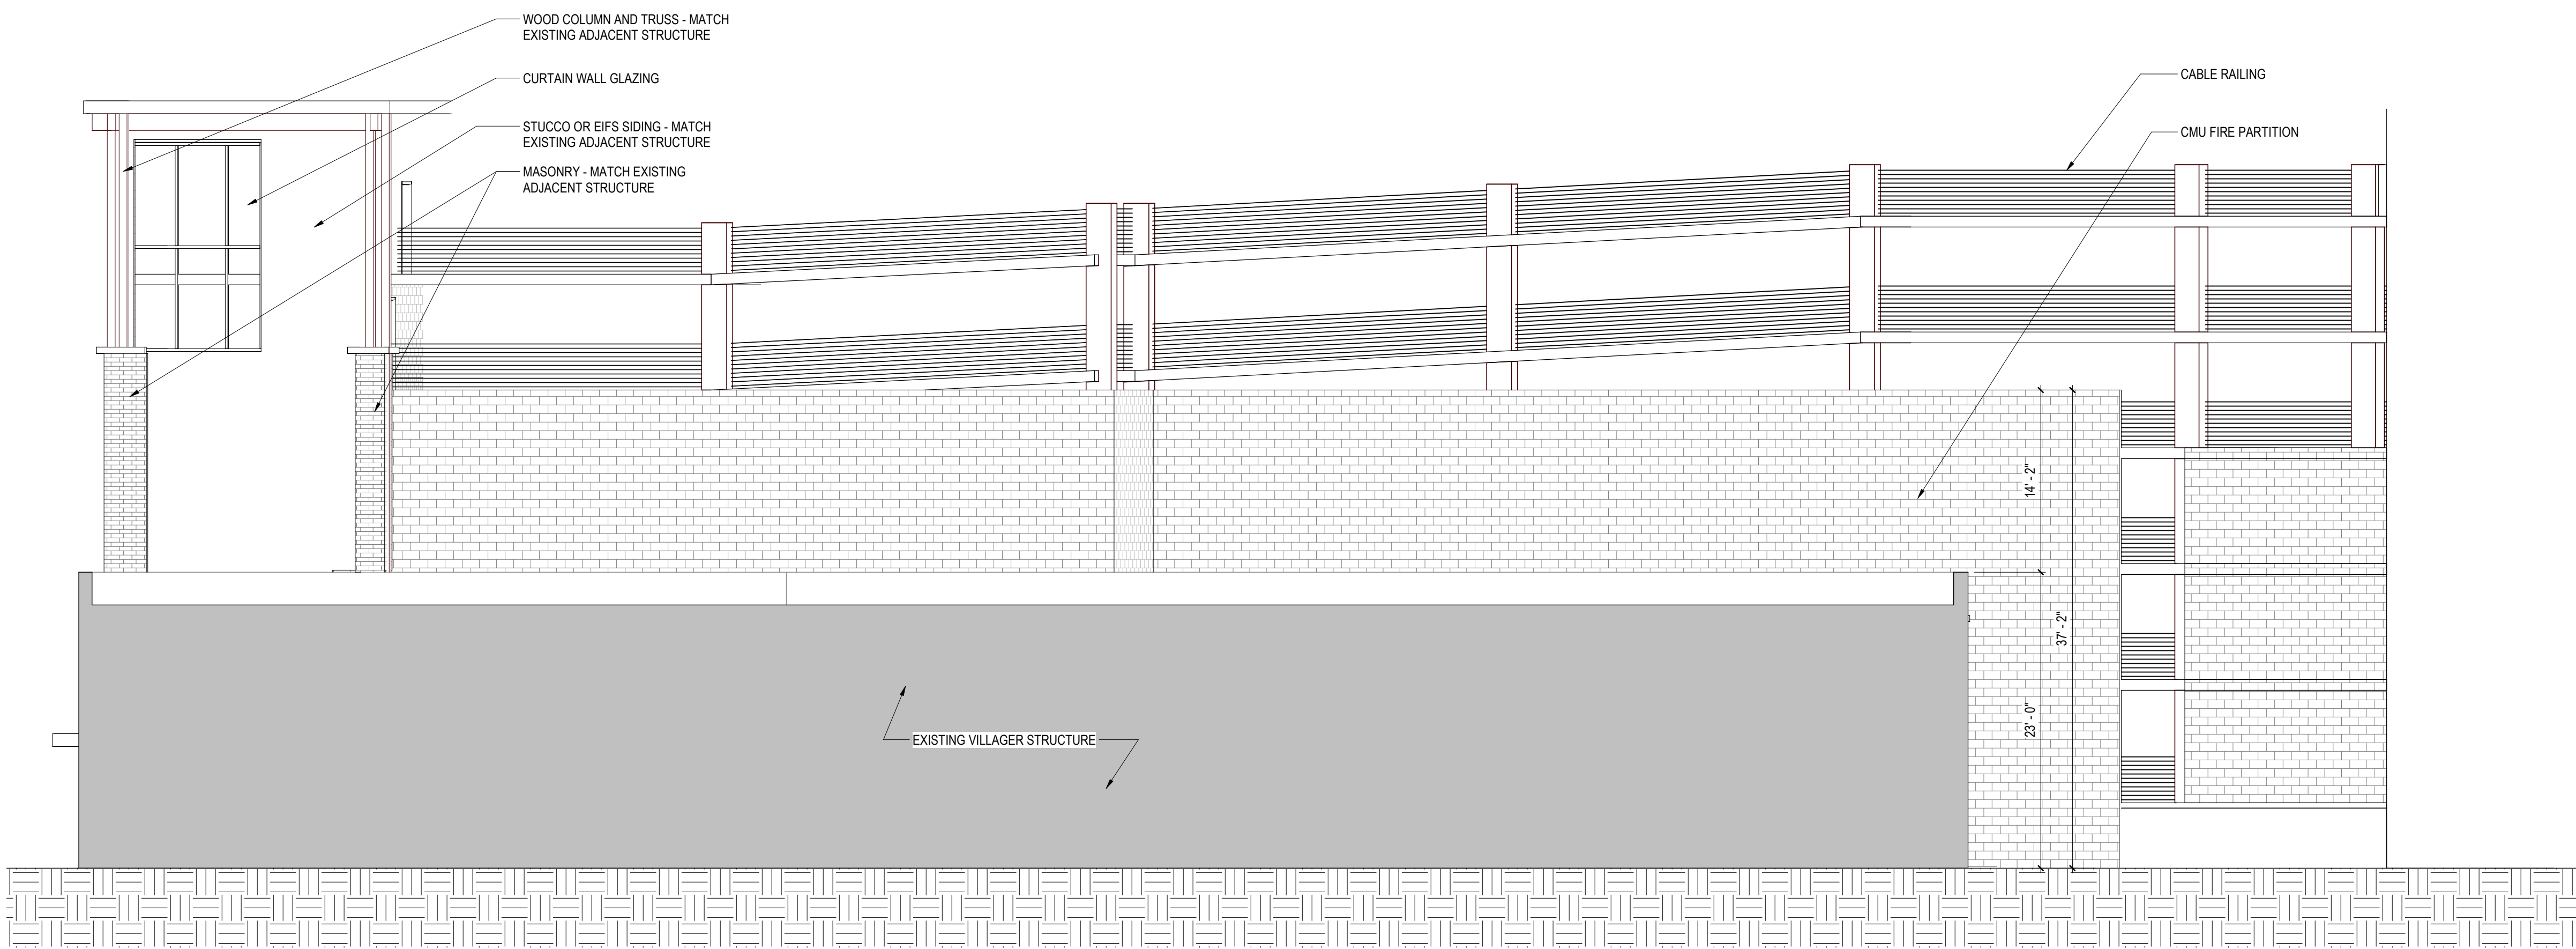 WOOD COLUMN AND TRUSS - MATCH
EXISTING ADJACENT STRUCTURE
CURTAIN WALL GLAZING
STUCCO OR EIFS SIDING - MATCH
EXISTING ADJACENT STRUCTURE
MASONRY - MATCH EXISTING
ADJACENT STRUCTURE
CABLE RAILING
CMU FIRE PARTITION
14' - 2"
37' - 2"
23' - 0"
EXISTING VILLAGER STRUCTURE